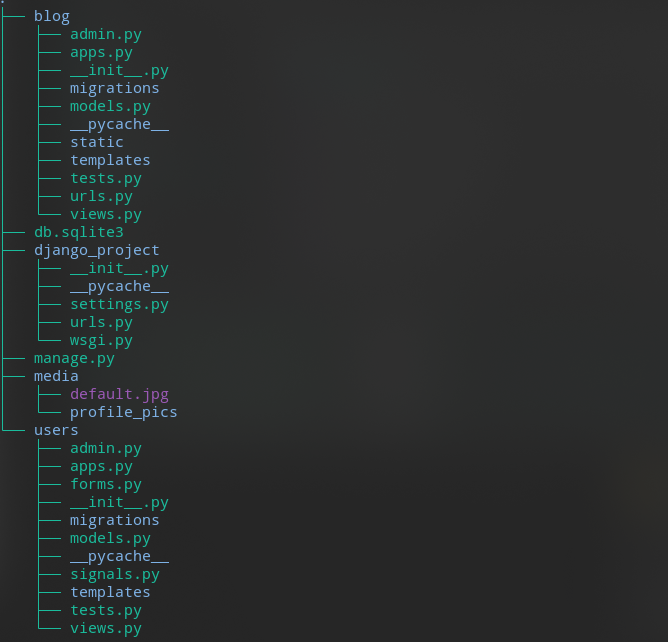 .
├── blog
│   ├── admin.py
│   ├── apps.py
│   ├── __init__.py
│   ├── migrations
│   ├── models.py
│   ├── __pycache__
│   ├── static
│   ├── templates
│   ├── tests.py
│   ├── urls.py
│   └── views.py
├── db.sqlite3
├── django_project
│   ├── __init__.py
│   ├── __pycache__
│   ├── settings.py
│   ├── urls.py
│   └── wsgi.py
├── manage.py
├── media
│   ├── default.jpg
│   └── profile_pics
└── users
    ├── admin.py
    ├── apps.py
    ├── forms.py
    ├── __init__.py
    ├── migrations
    ├── models.py
    ├── __pycache__
    ├── signals.py
    ├── templates
    ├── tests.py
    └── views.py